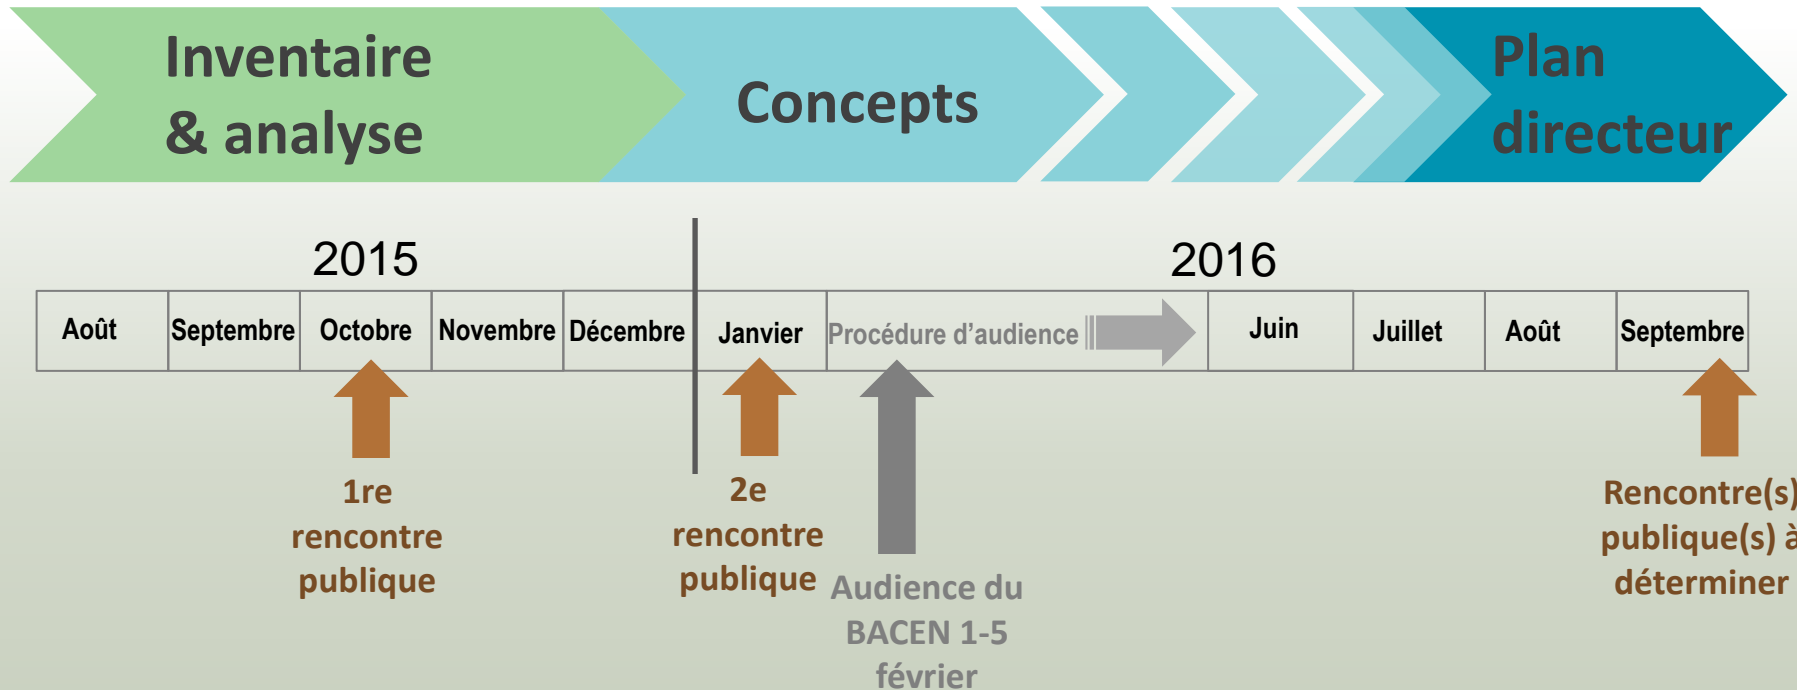 Inventaire
& analyse
Concepts
Plan
directeur
2015
2016
Août
Septembre
Octobre
Novembre
Décembre
Janvier
Procédure d'audience
Juin
Juillet
Août
Septembre
1re
rencontre
publique
2e
rencontre
publique
Audience du
BACEN 1-5
février
Rencontre(s)
publique(s) à
déterminer